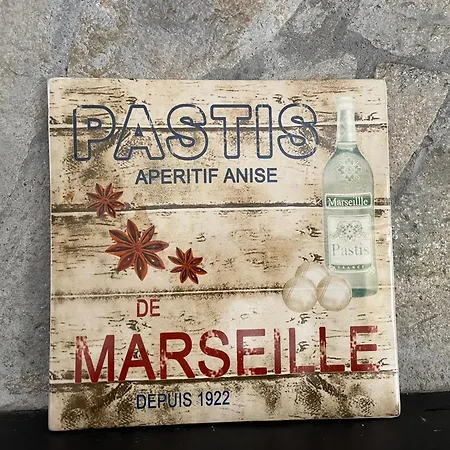 PASTIS
APERITIF ANISE
Marseille
Pastis
DE
MARSEILLE
DEPUIS 1922